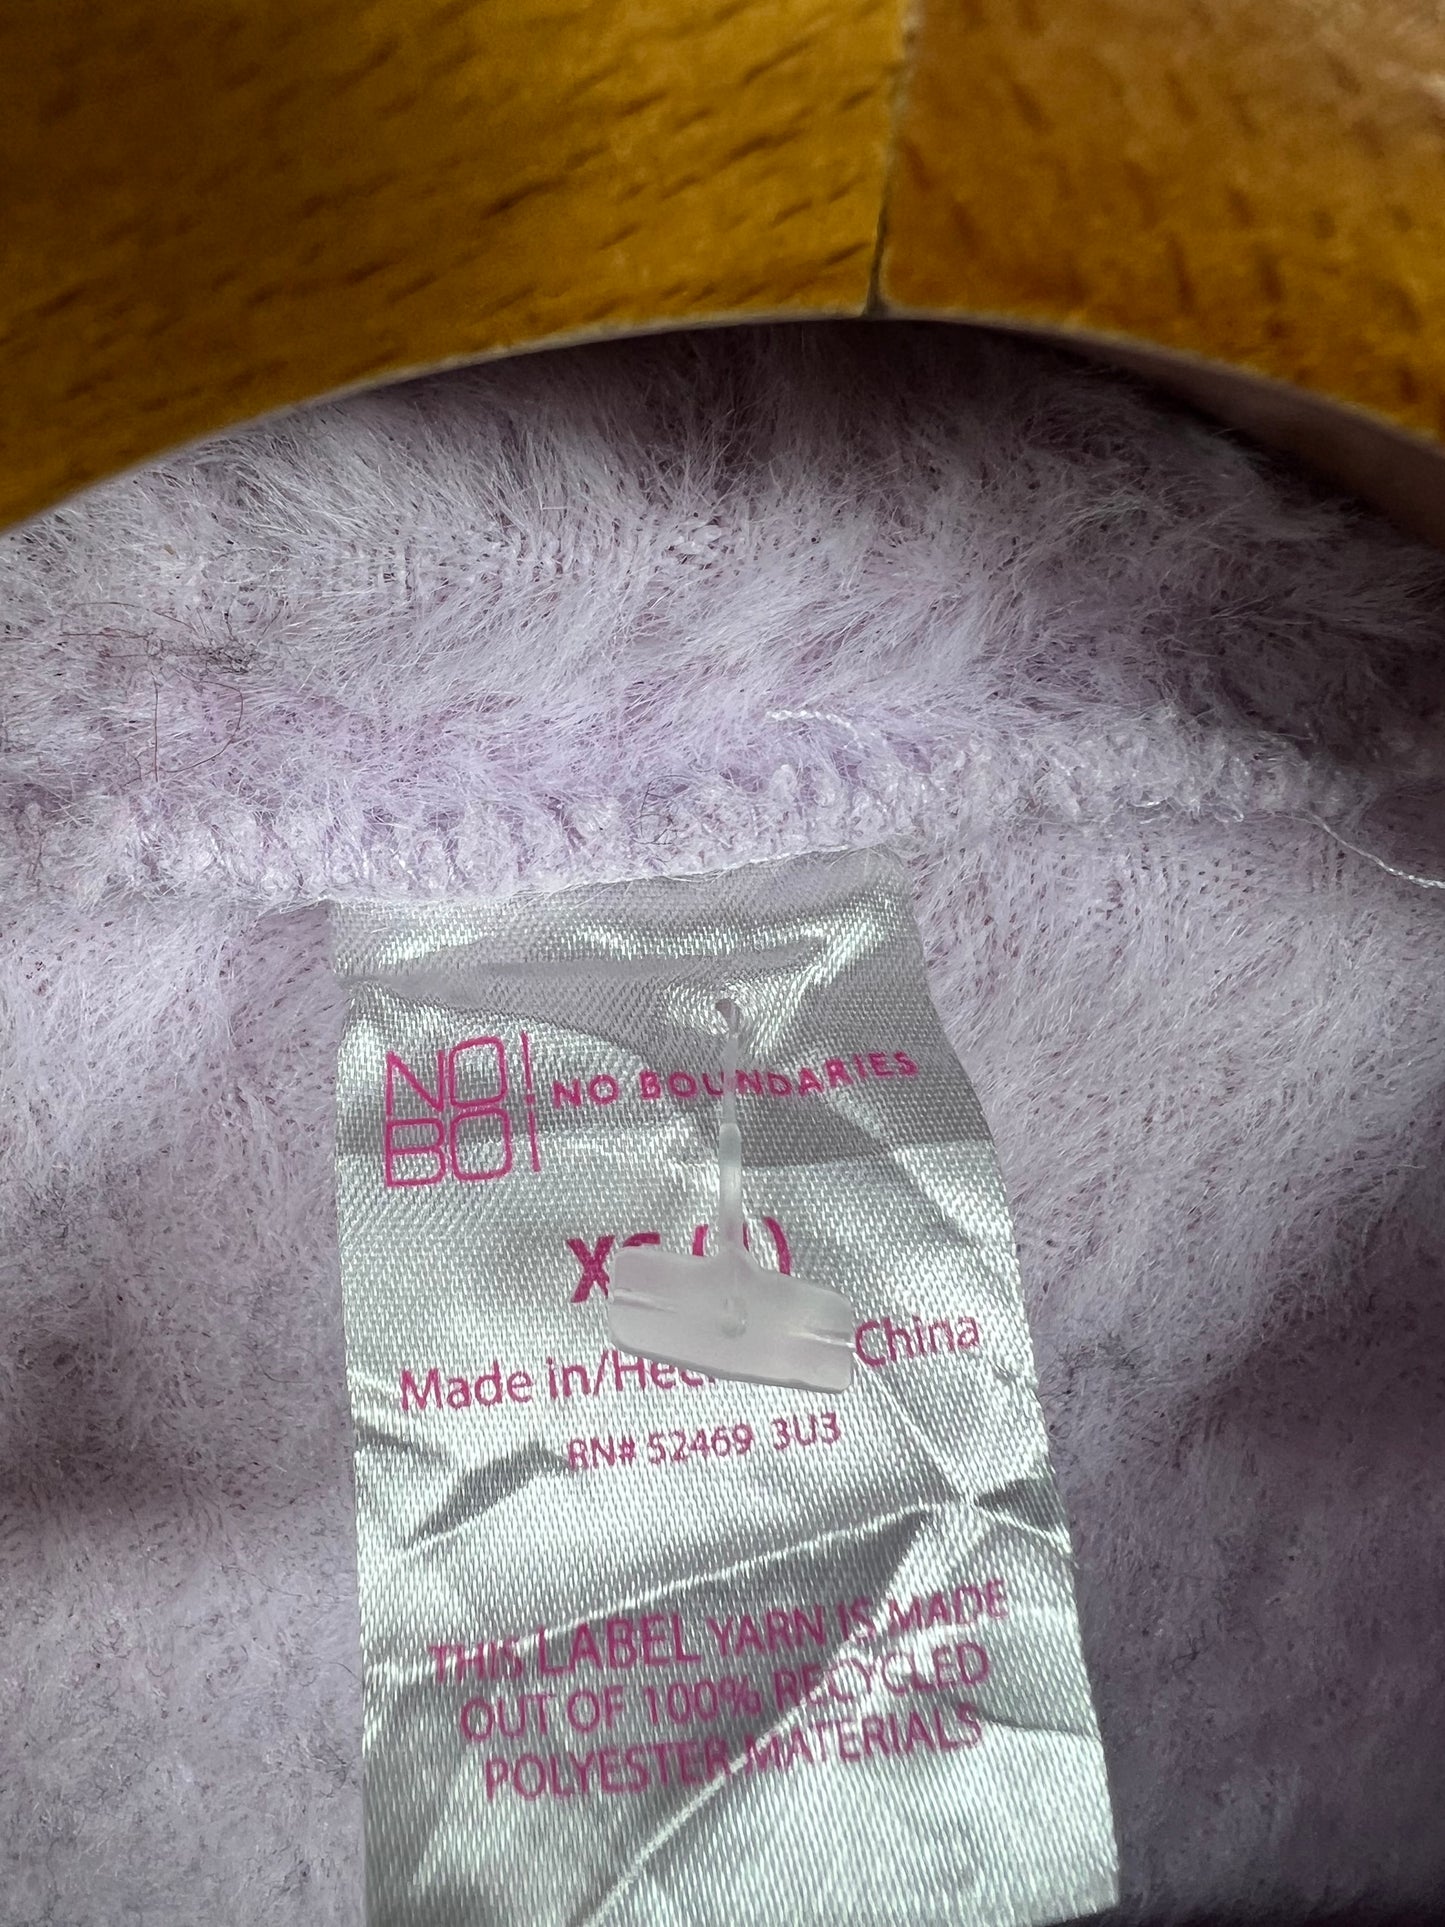 NO
BO
NO BOUNDARIES
Made in/ China
RN# 52469 3U3
THIS LABEL YARN IS MADE
OUT OF 100% RECYCLED
POLYESTER MATERIALS